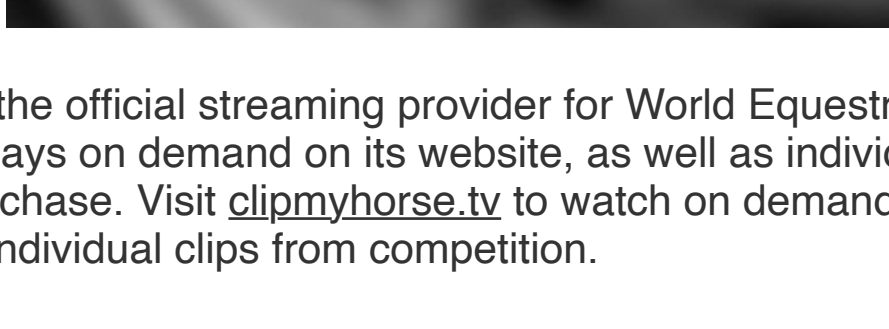 the official streaming provider for World Equestr
ays on demand on its website, as well as indivi
chase. Visit clipmyhorse.tv to watch on demand
ndividual clips from competition.